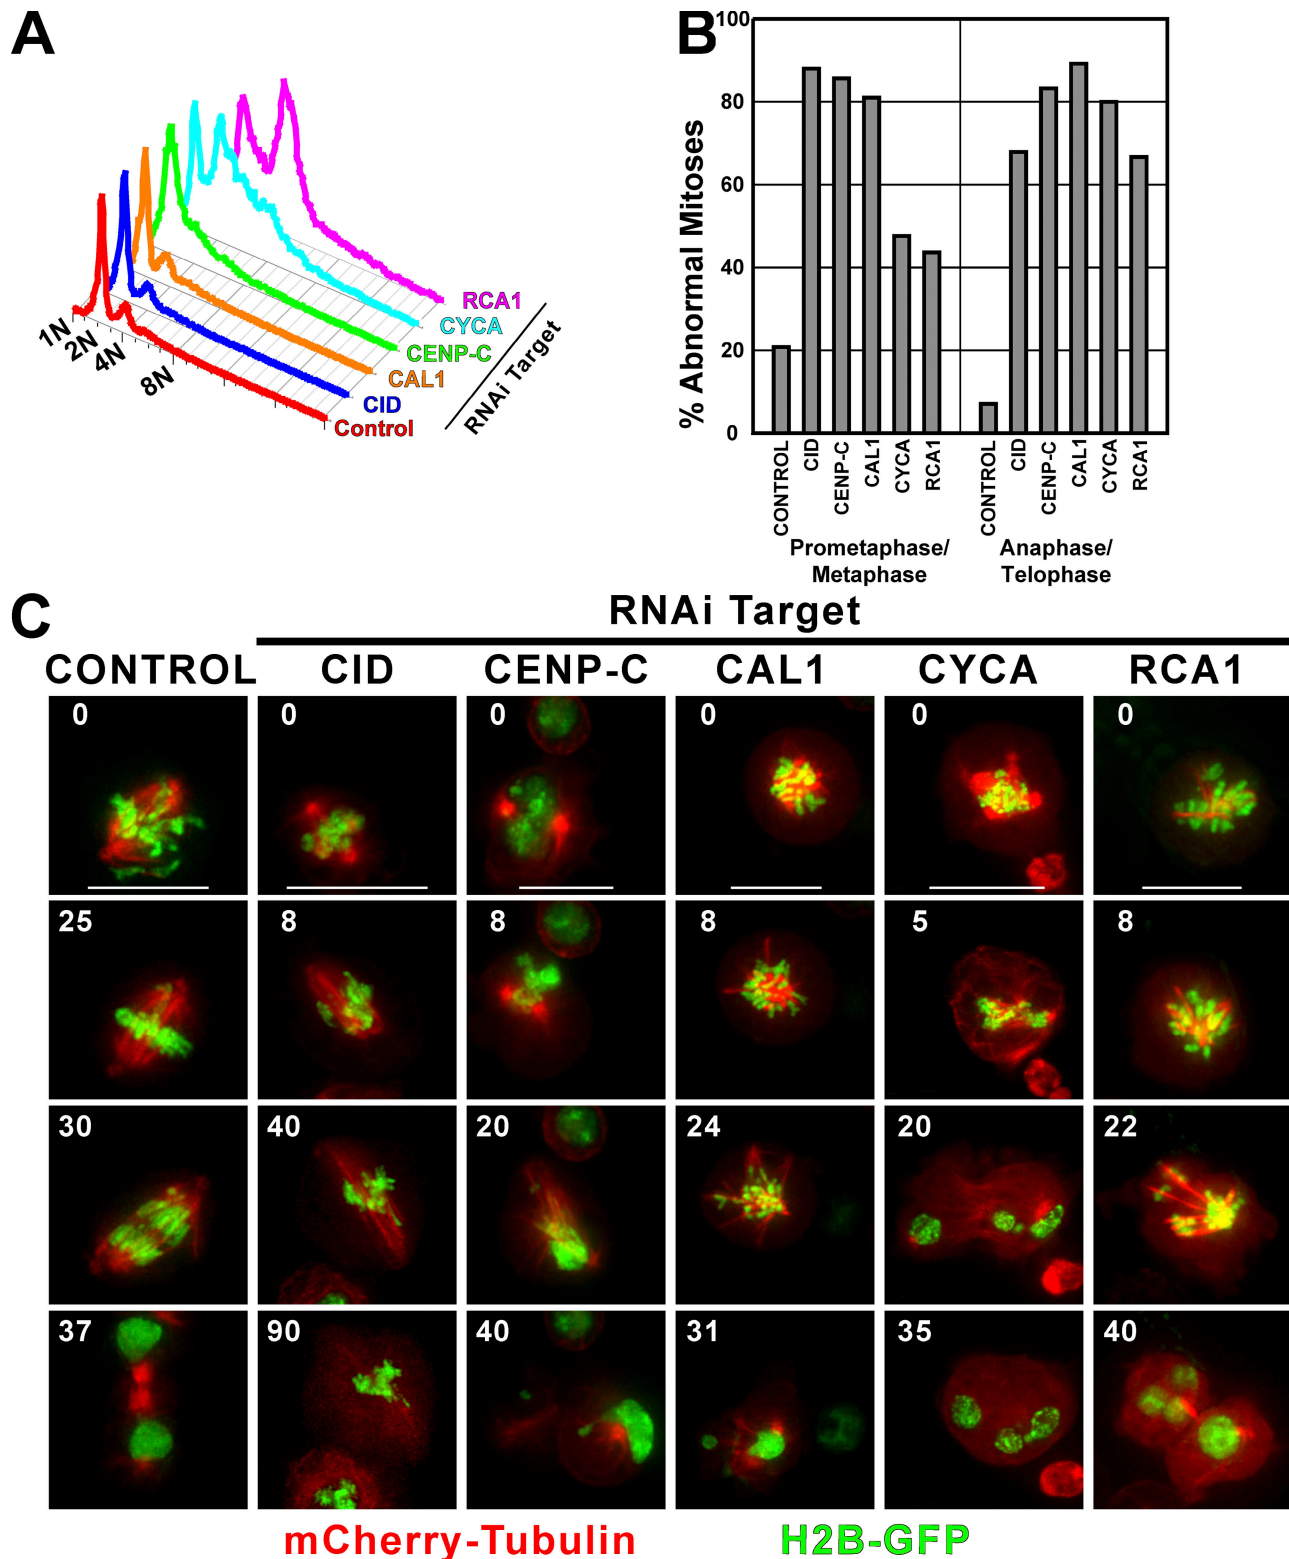 A
1N
2N
4N
8N
RCA1
CYCA
CENP-C
CAL1
CID
Control
RNAi Target
B
100
80
60
40
20
0
% Abnormal Mitoses
CONTROL
CID
CENP-C
CAL1
CYCA
RCA1
CONTROL
CID
CENP-C
CAL1
CYCA
RCA1
Prometaphase/
Metaphase
Anaphase/
Telophase
C
RNAi Target
CONTROL CID CENP-C CAL1 CYCA RCA1
0 0 0 0 0 0
25 8 8 8 5 8
30 40 20 24 20 22
37 90 40 31 35 40
mCherry-Tubulin H2B-GFP